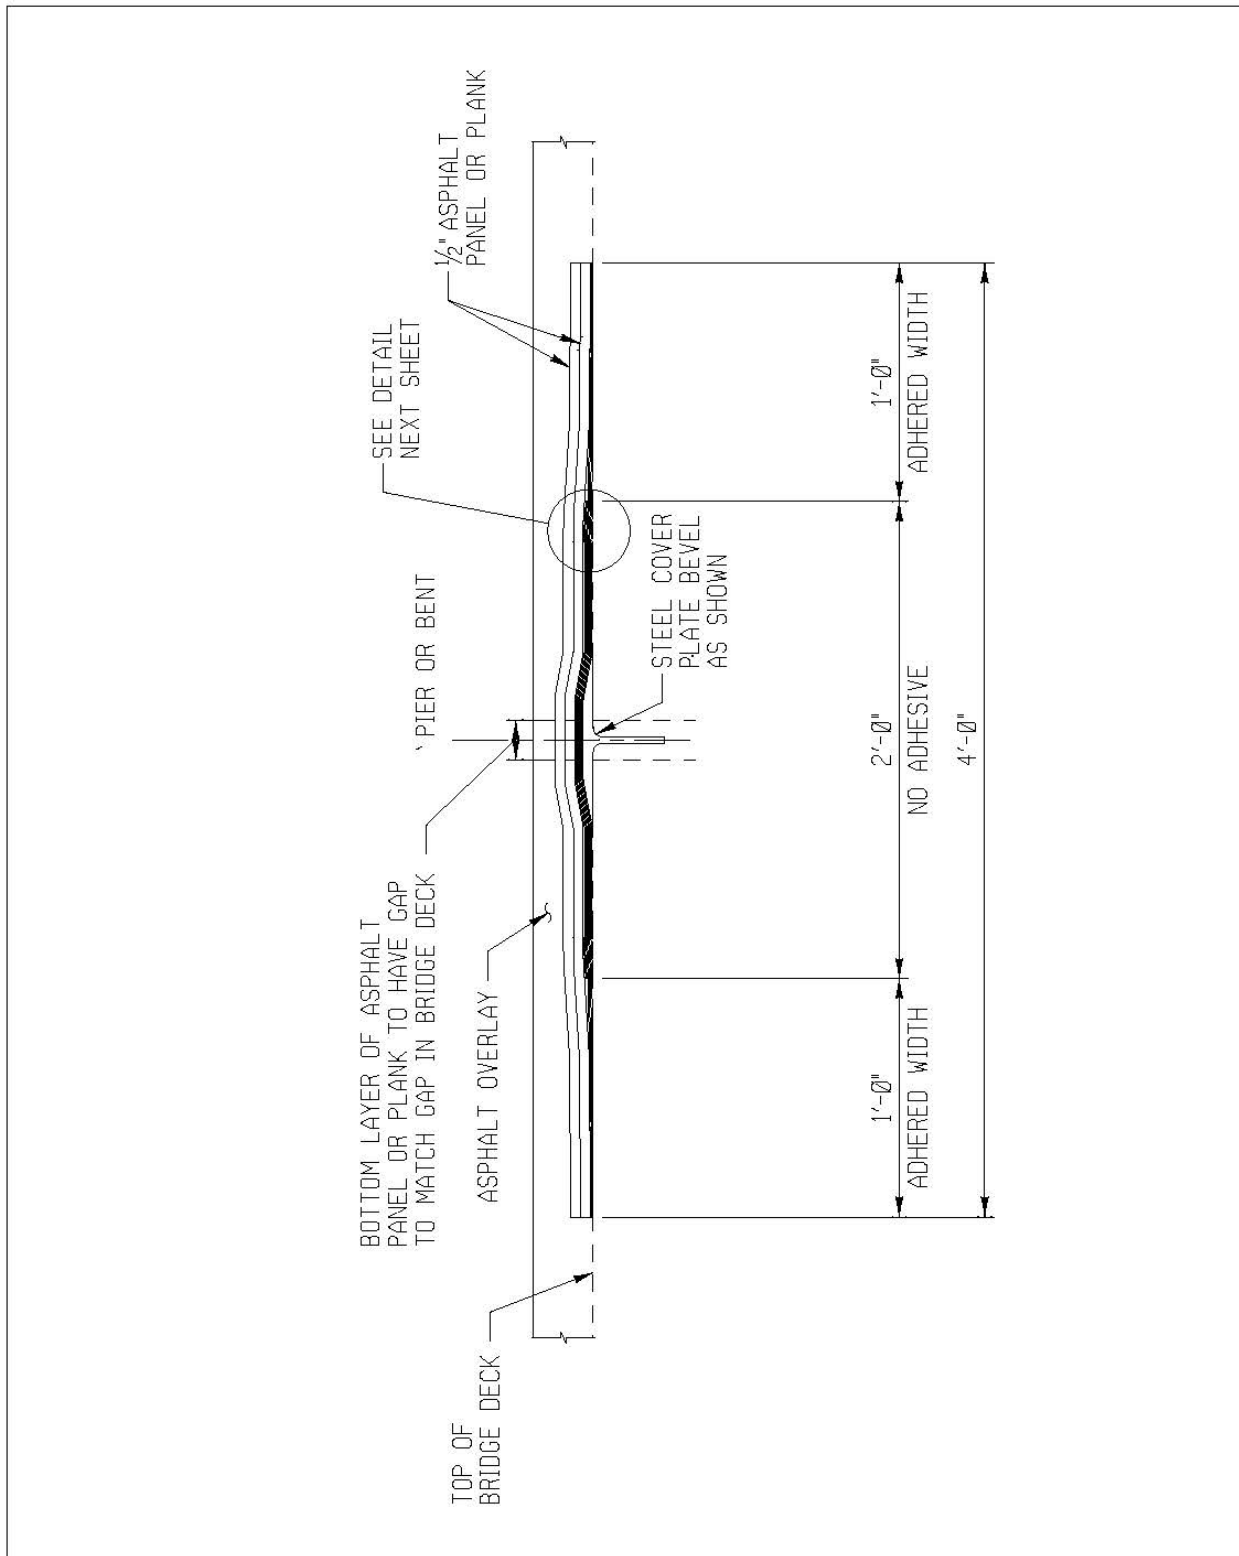 BOTTOM LAYER OF ASPHALT
PANEL OR PLANK TO HAVE GAP
TO MATCH GAP IN BRIDGE DECK
` PIER OR BENT
SEE DETAIL
NEXT SHEET
½" ASPHALT
PANEL OR PLANK
ASPHALT OVERLAY
TOP OF
BRIDGE DECK
STEEL COVER
PLATE BEVEL
AS SHOWN
1'-0"
ADHERED WIDTH
2'-0"
NO ADHESIVE
1'-0"
ADHERED WIDTH
4'-0"